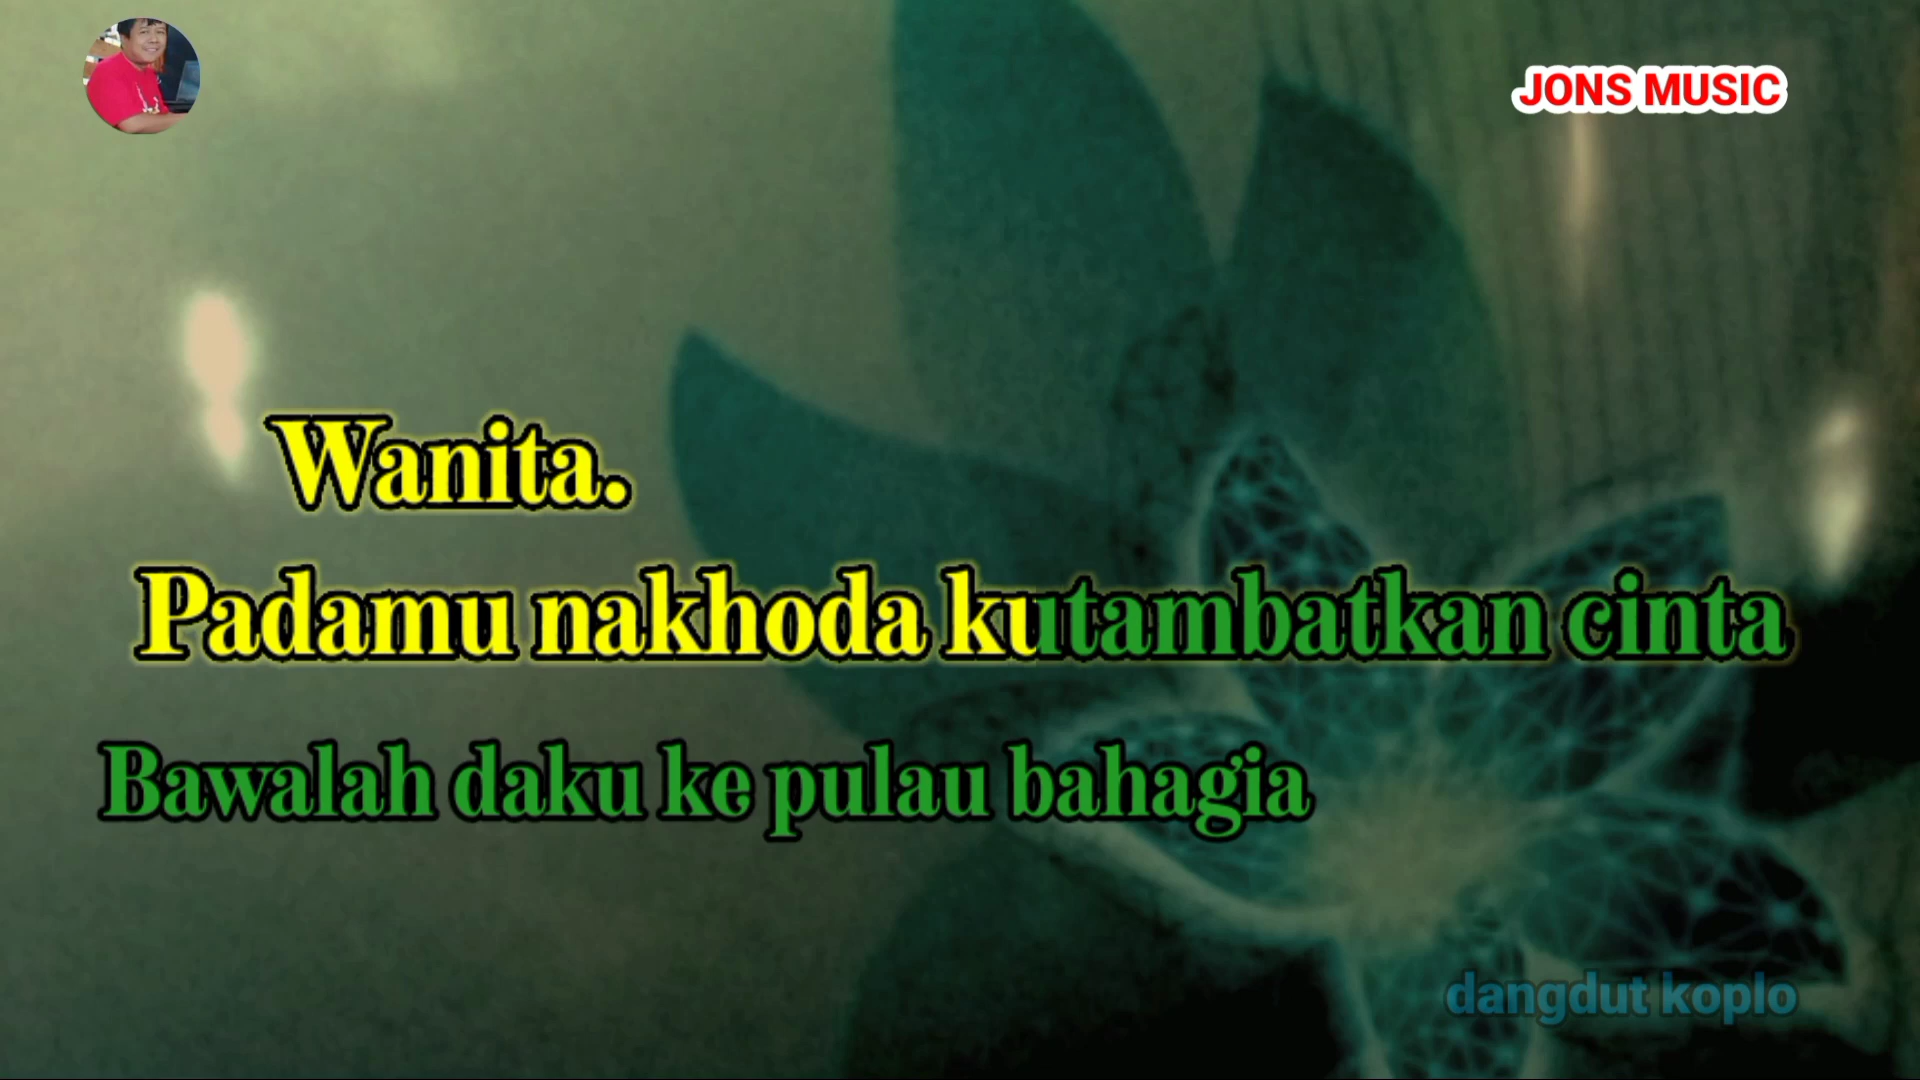 JONS MUSIC
Wanita.
Padamu nakhoda kutambatkan cinta
Bawalah daku ke pulau bahagia
dangdut koplo